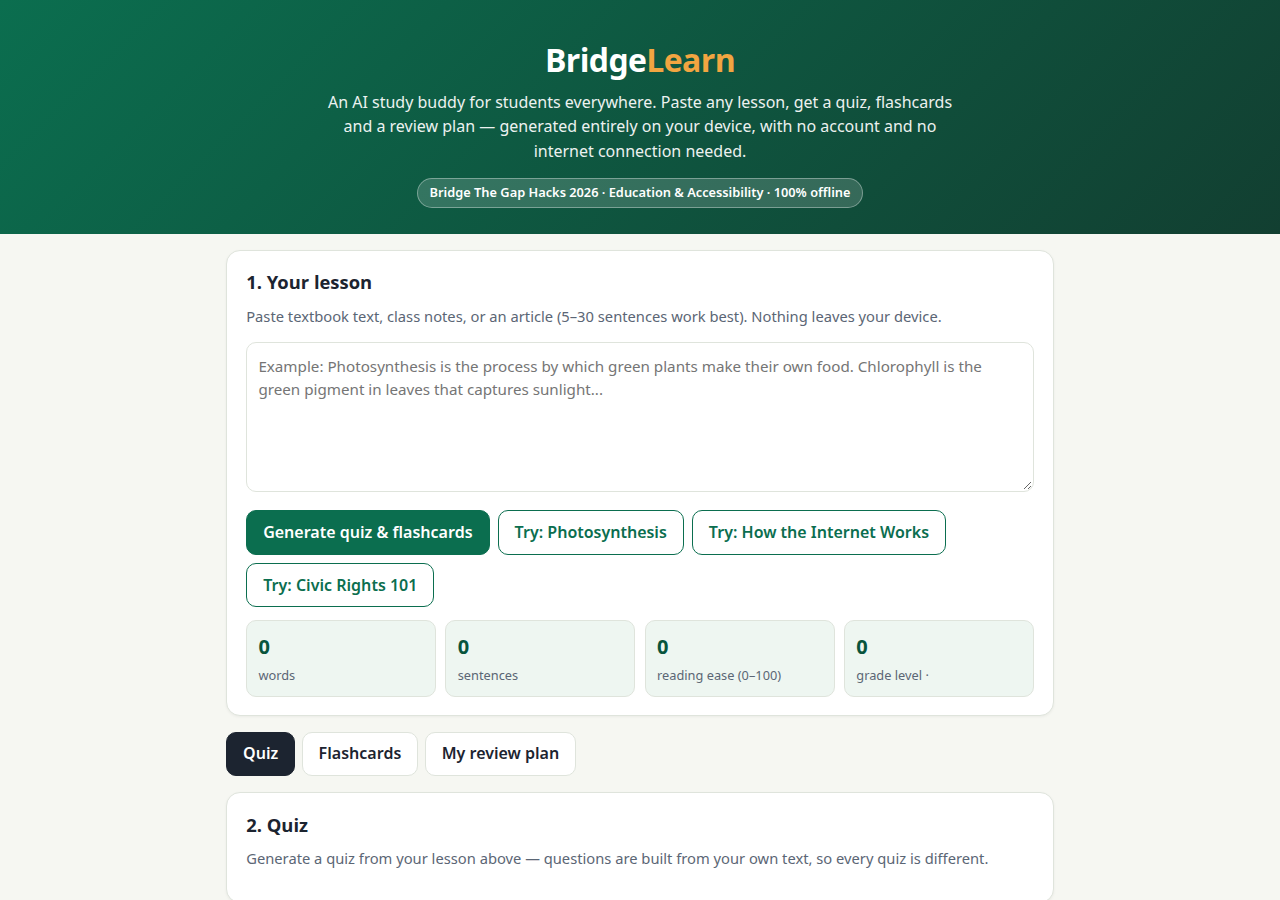 BridgeLearn
An AI study buddy for students everywhere. Paste any lesson, get a quiz, flashcards
and a review plan — generated entirely on your device, with no account and no
internet connection needed.
Bridge The Gap Hacks 2026 · Education & Accessibility · 100% offline
1. Your lesson
Paste textbook text, class notes, or an article (5–30 sentences work best). Nothing leaves your device.
Example: Photosynthesis is the process by which green plants make their own food. Chlorophyll is the
green pigment in leaves that captures sunlight...
Generate quiz & flashcards
Try: Photosynthesis
Try: How the Internet Works
Try: Civic Rights 101
0
words
0
sentences
0
reading ease (0–100)
0
grade level ·
Quiz
Flashcards
My review plan
2. Quiz
Generate a quiz from your lesson above — questions are built from your own text, so every quiz is different.